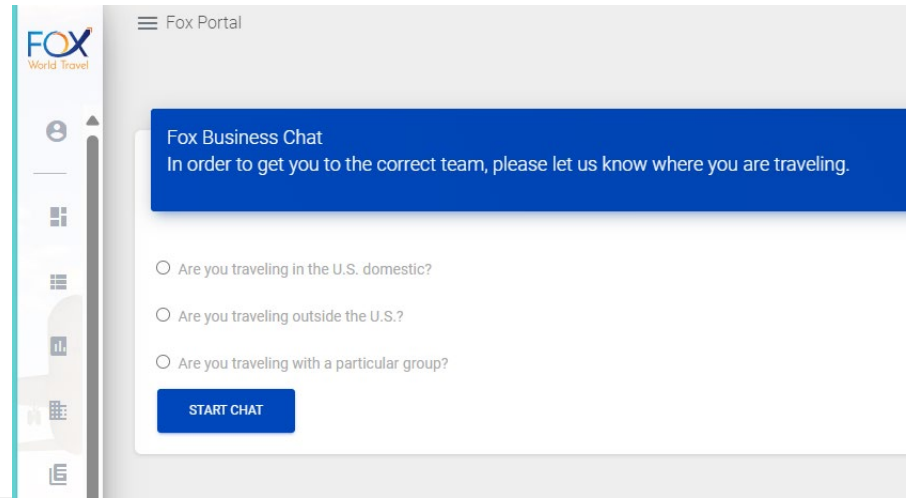 FOX
World Travel
Fox Portal
Fox Business Chat
In order to get you to the correct team, please let us know where you are traveling.
Are you traveling in the U.S. domestic?
Are you traveling outside the U.S.?
Are you traveling with a particular group?
START CHAT